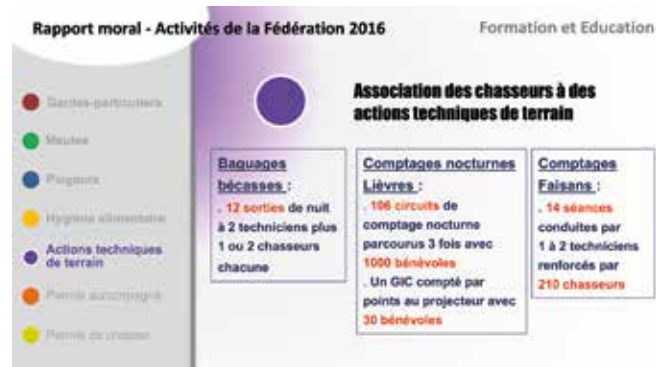 Rapport moral - Activités de la Fédération 2016
Formation et Education
Gardes-particuliers
Meutes
Piégeurs
Hygiène alimentaire
Actions techniques
de terrain
Permis accompagné
Permis de chasser
Association des chasseurs à des
actions techniques de terrain
Baguages
bécasses :
. 12 sorties de nuit
à 2 techniciens plus
1 ou 2 chasseurs
chacune
Comptages nocturnes
Lièvres :
. 106 circuits de
comptage nocturne
parcourus 3 fois avec
1000 bénévoles
. Un GIC compté par
points au projecteur avec
30 bénévoles
Comptages
Faisans :
. 14 séances
conduites par
1 à 2 techniciens
renforcés par
210 chasseurs